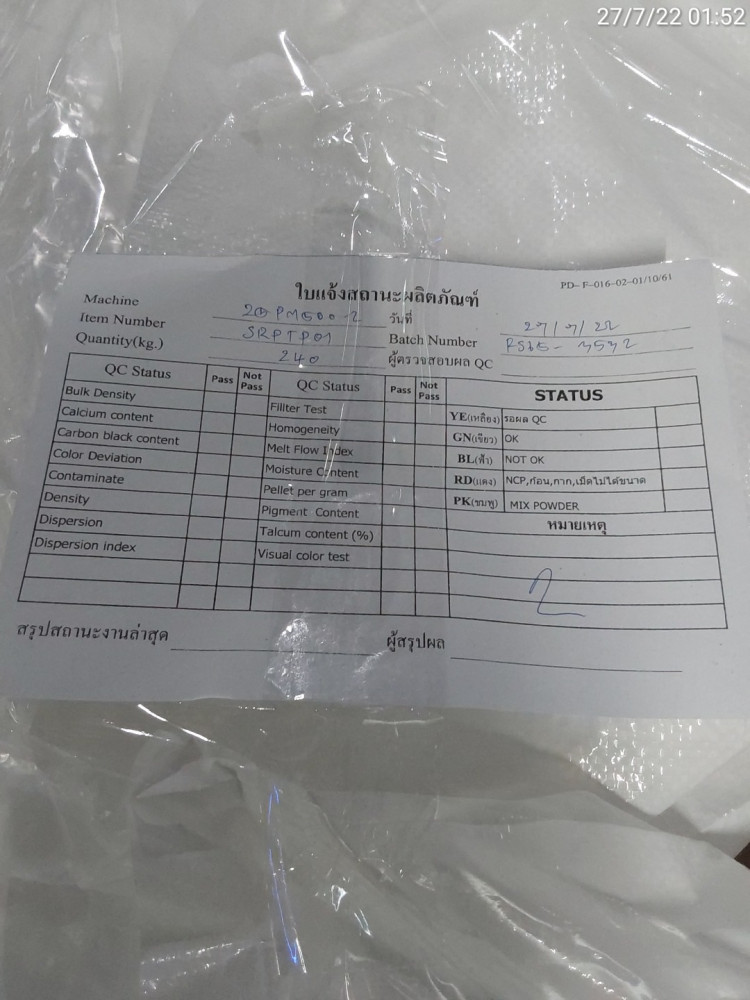 27/7/22 01:52
PD- F-016-02-01/10/61
ใบแจ้งสถานะผลิตภัณฑ์
Machine
วันที่ 27/7/22
Item Number SRPTP01
Batch Number
Quantity(kg.) 240
ผู้ตรวจสอบผล QC
QC Status Pass Not Pass QC Status Pass Not Pass STATUS
Bulk Density Filiter Test YE(เหลือง) รอผล QC
Calcium content Homogeneity GN(เขียว) OK
Carbon black content Melt Flow Index BL(ฟ้า) NOT OK
Color Deviation Moisture Content RD(แดง) NCP,ก้อน,กาก,เม็ดไม่ได้ขนาด
Contaminate Pellet per gram PK(ชมพู) MIX POWDER
Density Pigment Content หมายเหตุ
Dispersion Talcum content (%)
Dispersion index Visual color test
สรุปสถานะงานล่าสุด ผู้สรุปผล